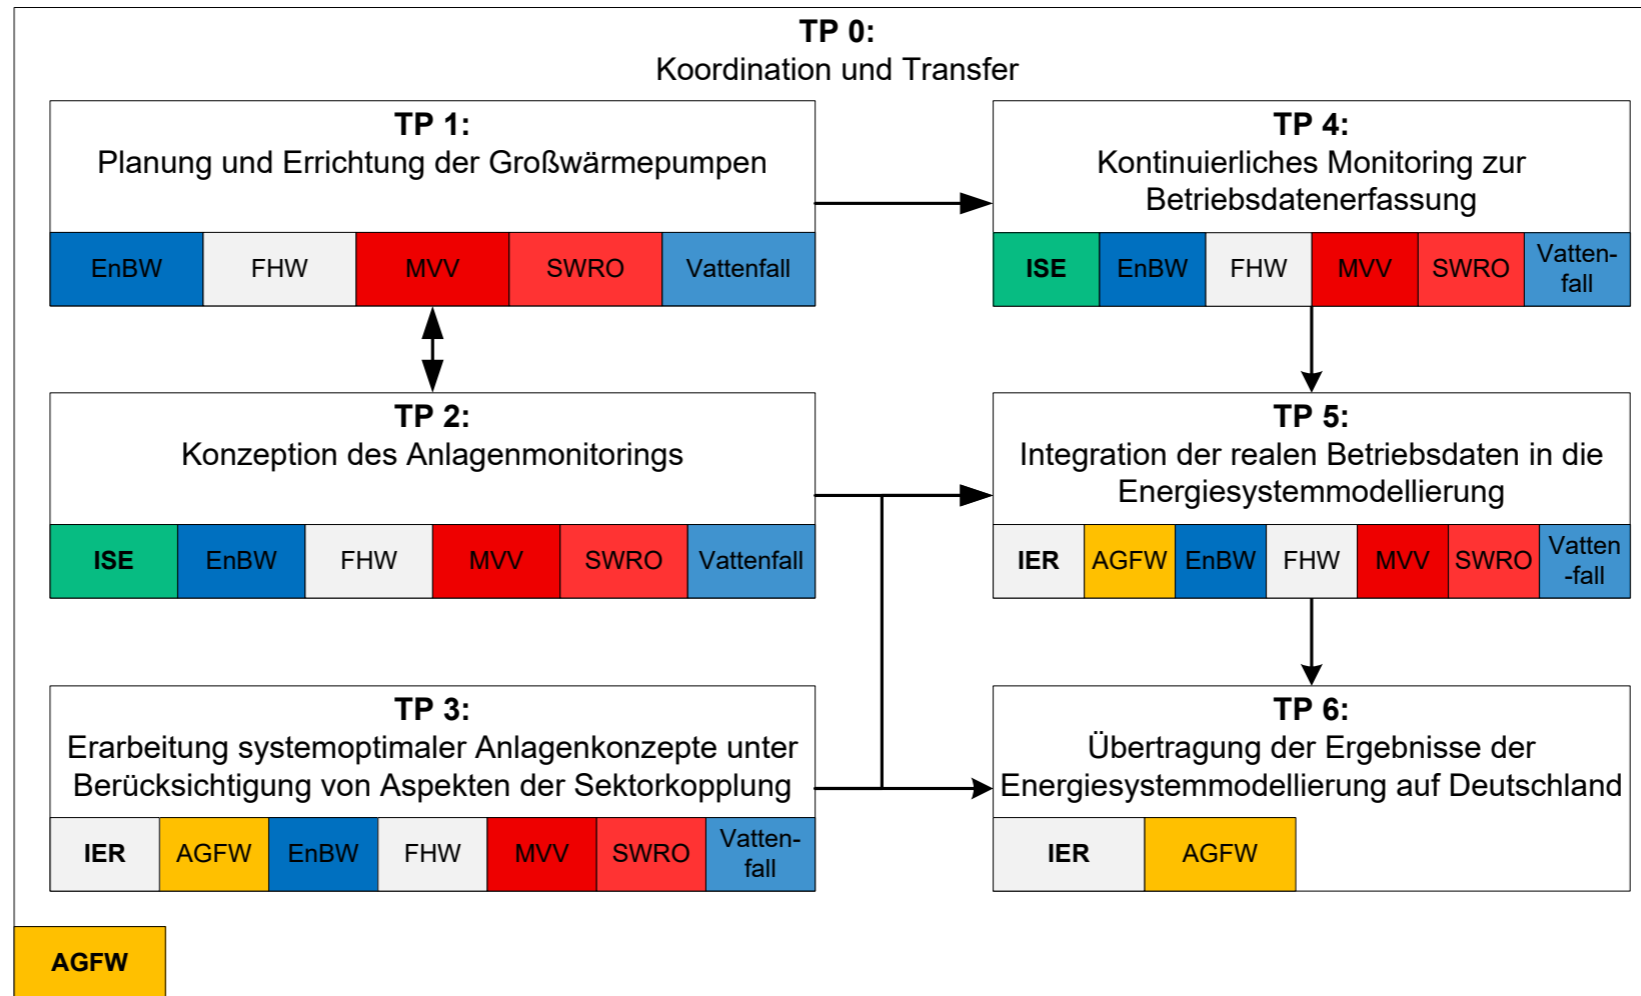 TP 0:
Koordination und Transfer
TP 1:
Planung und Errichtung der Großwärmepumpen
EnBW
FHW
MVV
SWRO
Vattenfall
TP 2:
Konzeption des Anlagenmonitorings
ISE
EnBW
FHW
MVV
SWRO
Vattenfall
TP 3:
Erarbeitung systemoptimaler Anlagenkonzepte unter
Berücksichtigung von Aspekten der Sektorkopplung
IER
AGFW
EnBW
FHW
MVV
SWRO
Vatten-
fall
TP 4:
Kontinuierliches Monitoring zur
Betriebsdatenerfassung
ISE
EnBW
FHW
MVV
SWRO
Vatten-
fall
TP 5:
Integration der realen Betriebsdaten in die
Energiesystemmodellierung
IER
AGFW
EnBW
FHW
MVV
SWRO
Vatten
-fall
TP 6:
Übertragung der Ergebnisse der
Energiesystemmodellierung auf Deutschland
IER
AGFW
AGFW